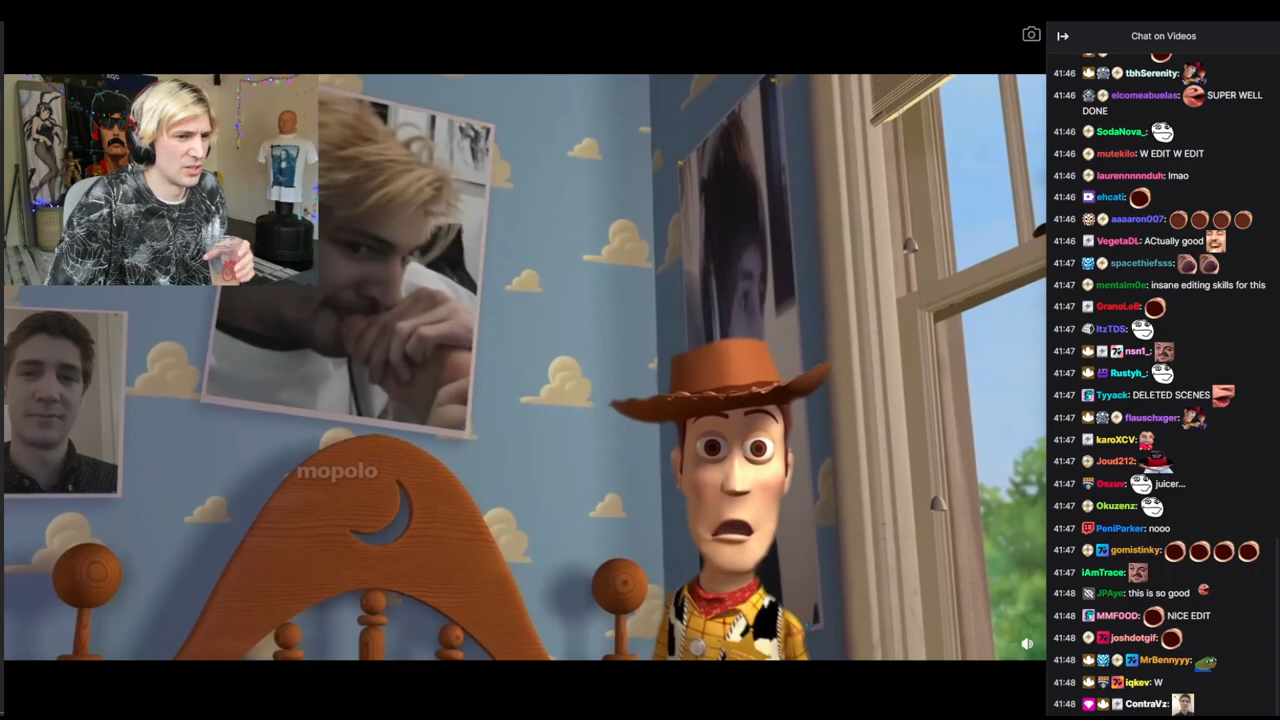 Chat on Videos
41:46 tbhSerenity:
41:46 elcomeabuelas: SUPER WELL
DONE
41:46 SodaNova_:
41:46 mutekilo: W EDIT W EDIT
41:46 laurennnnnduh: lmao
41:46 ehcati:
41:46 aaaaron007:
41:46 VegetaDL: ACtually good
41:46 spacethiefsss:
41:47 mentalm0e: insane editing skills for this
41:47 GranoLeB:
41:47 ItzTDS:
41:47 nsn1_:
41:47 Rustyh_:
41:47 Tyyack: DELETED SCENES
41:47 flauschxger:
41:47 karoXCV:
41:47 Joud212:
41:47 Oszuv: juicer...
41:47 Okuzenz:
41:47 PeniParker: nooo
41:47 gomistinky:
41:47 iAmTrace:
41:48 JPAye: this is so good
41:48 MMF0OD: NICE EDIT
41:48 joshdotgif:
41:48 MrBennyyy:
41:48 iqkev: W
41:48 ContraVz:
mopolo